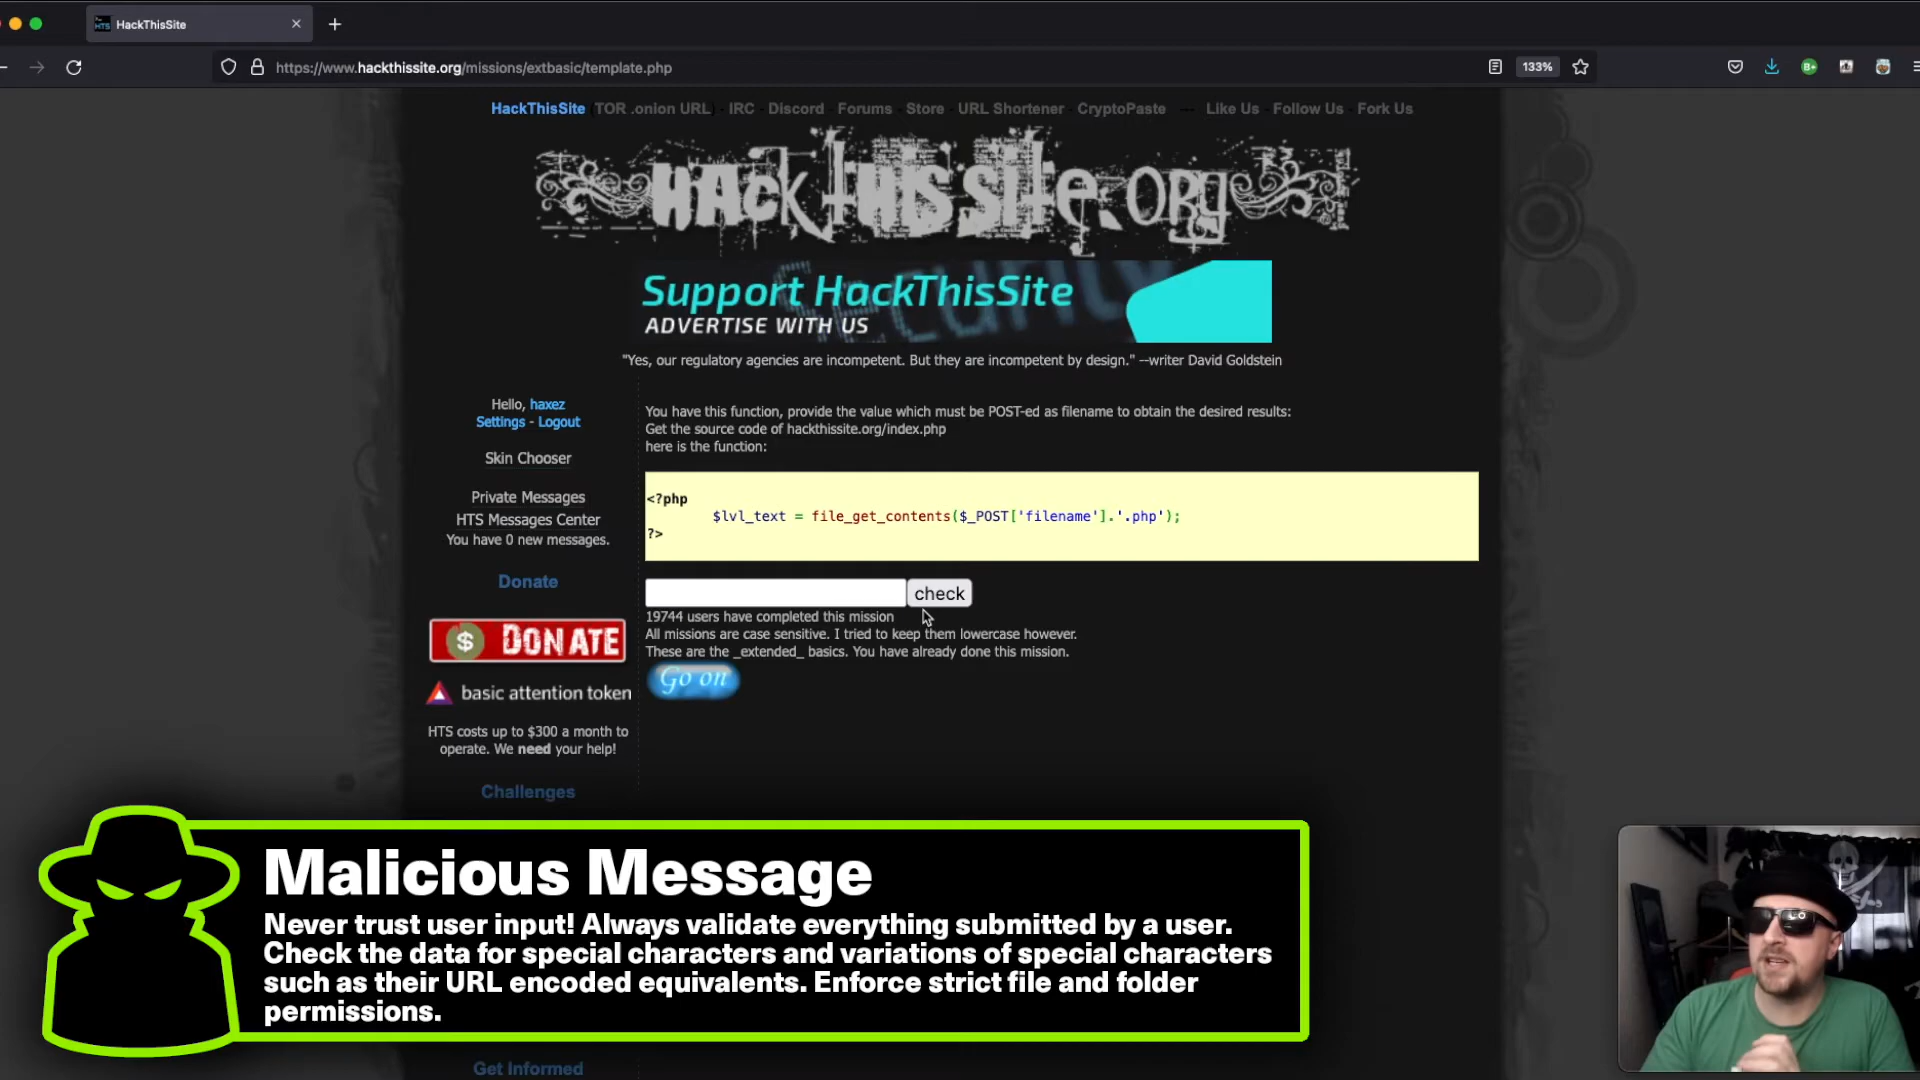 HackThisSite
https://www.hackthissite.org/missions/extbasic/template.php
133%
HackThisSite (TOR .onion URL) - IRC - Discord - Forums - Store - URL Shortener - CryptoPaste --- Like Us - Follow Us - Fork Us
HACk tHIS Site.ORg
Support HackThisSite
ADVERTISE WITH US
"Yes, our regulatory agencies are incompetent. But they are incompetent by design." --writer David Goldstein
Hello, haxez
Settings - Logout
Skin Chooser
Private Messages
HTS Messages Center
You have 0 new messages.
Donate
$ DONATE
basic attention token
HTS costs up to $300 a month to
operate. We need your help!
Challenges
Get Informed
You have this function, provide the value which must be POST-ed as filename to obtain the desired results:
Get the source code of hackthissite.org/index.php
here is the function:
<?php
$lvl_text = file_get_contents($_POST['filename'].'.php');
?>
check
19744 users have completed this mission
All missions are case sensitive. I tried to keep them lowercase however.
These are the _extended_ basics. You have already done this mission.
Go on
Malicious Message
Never trust user input! Always validate everything submitted by a user.
Check the data for special characters and variations of special characters
such as their URL encoded equivalents. Enforce strict file and folder
permissions.